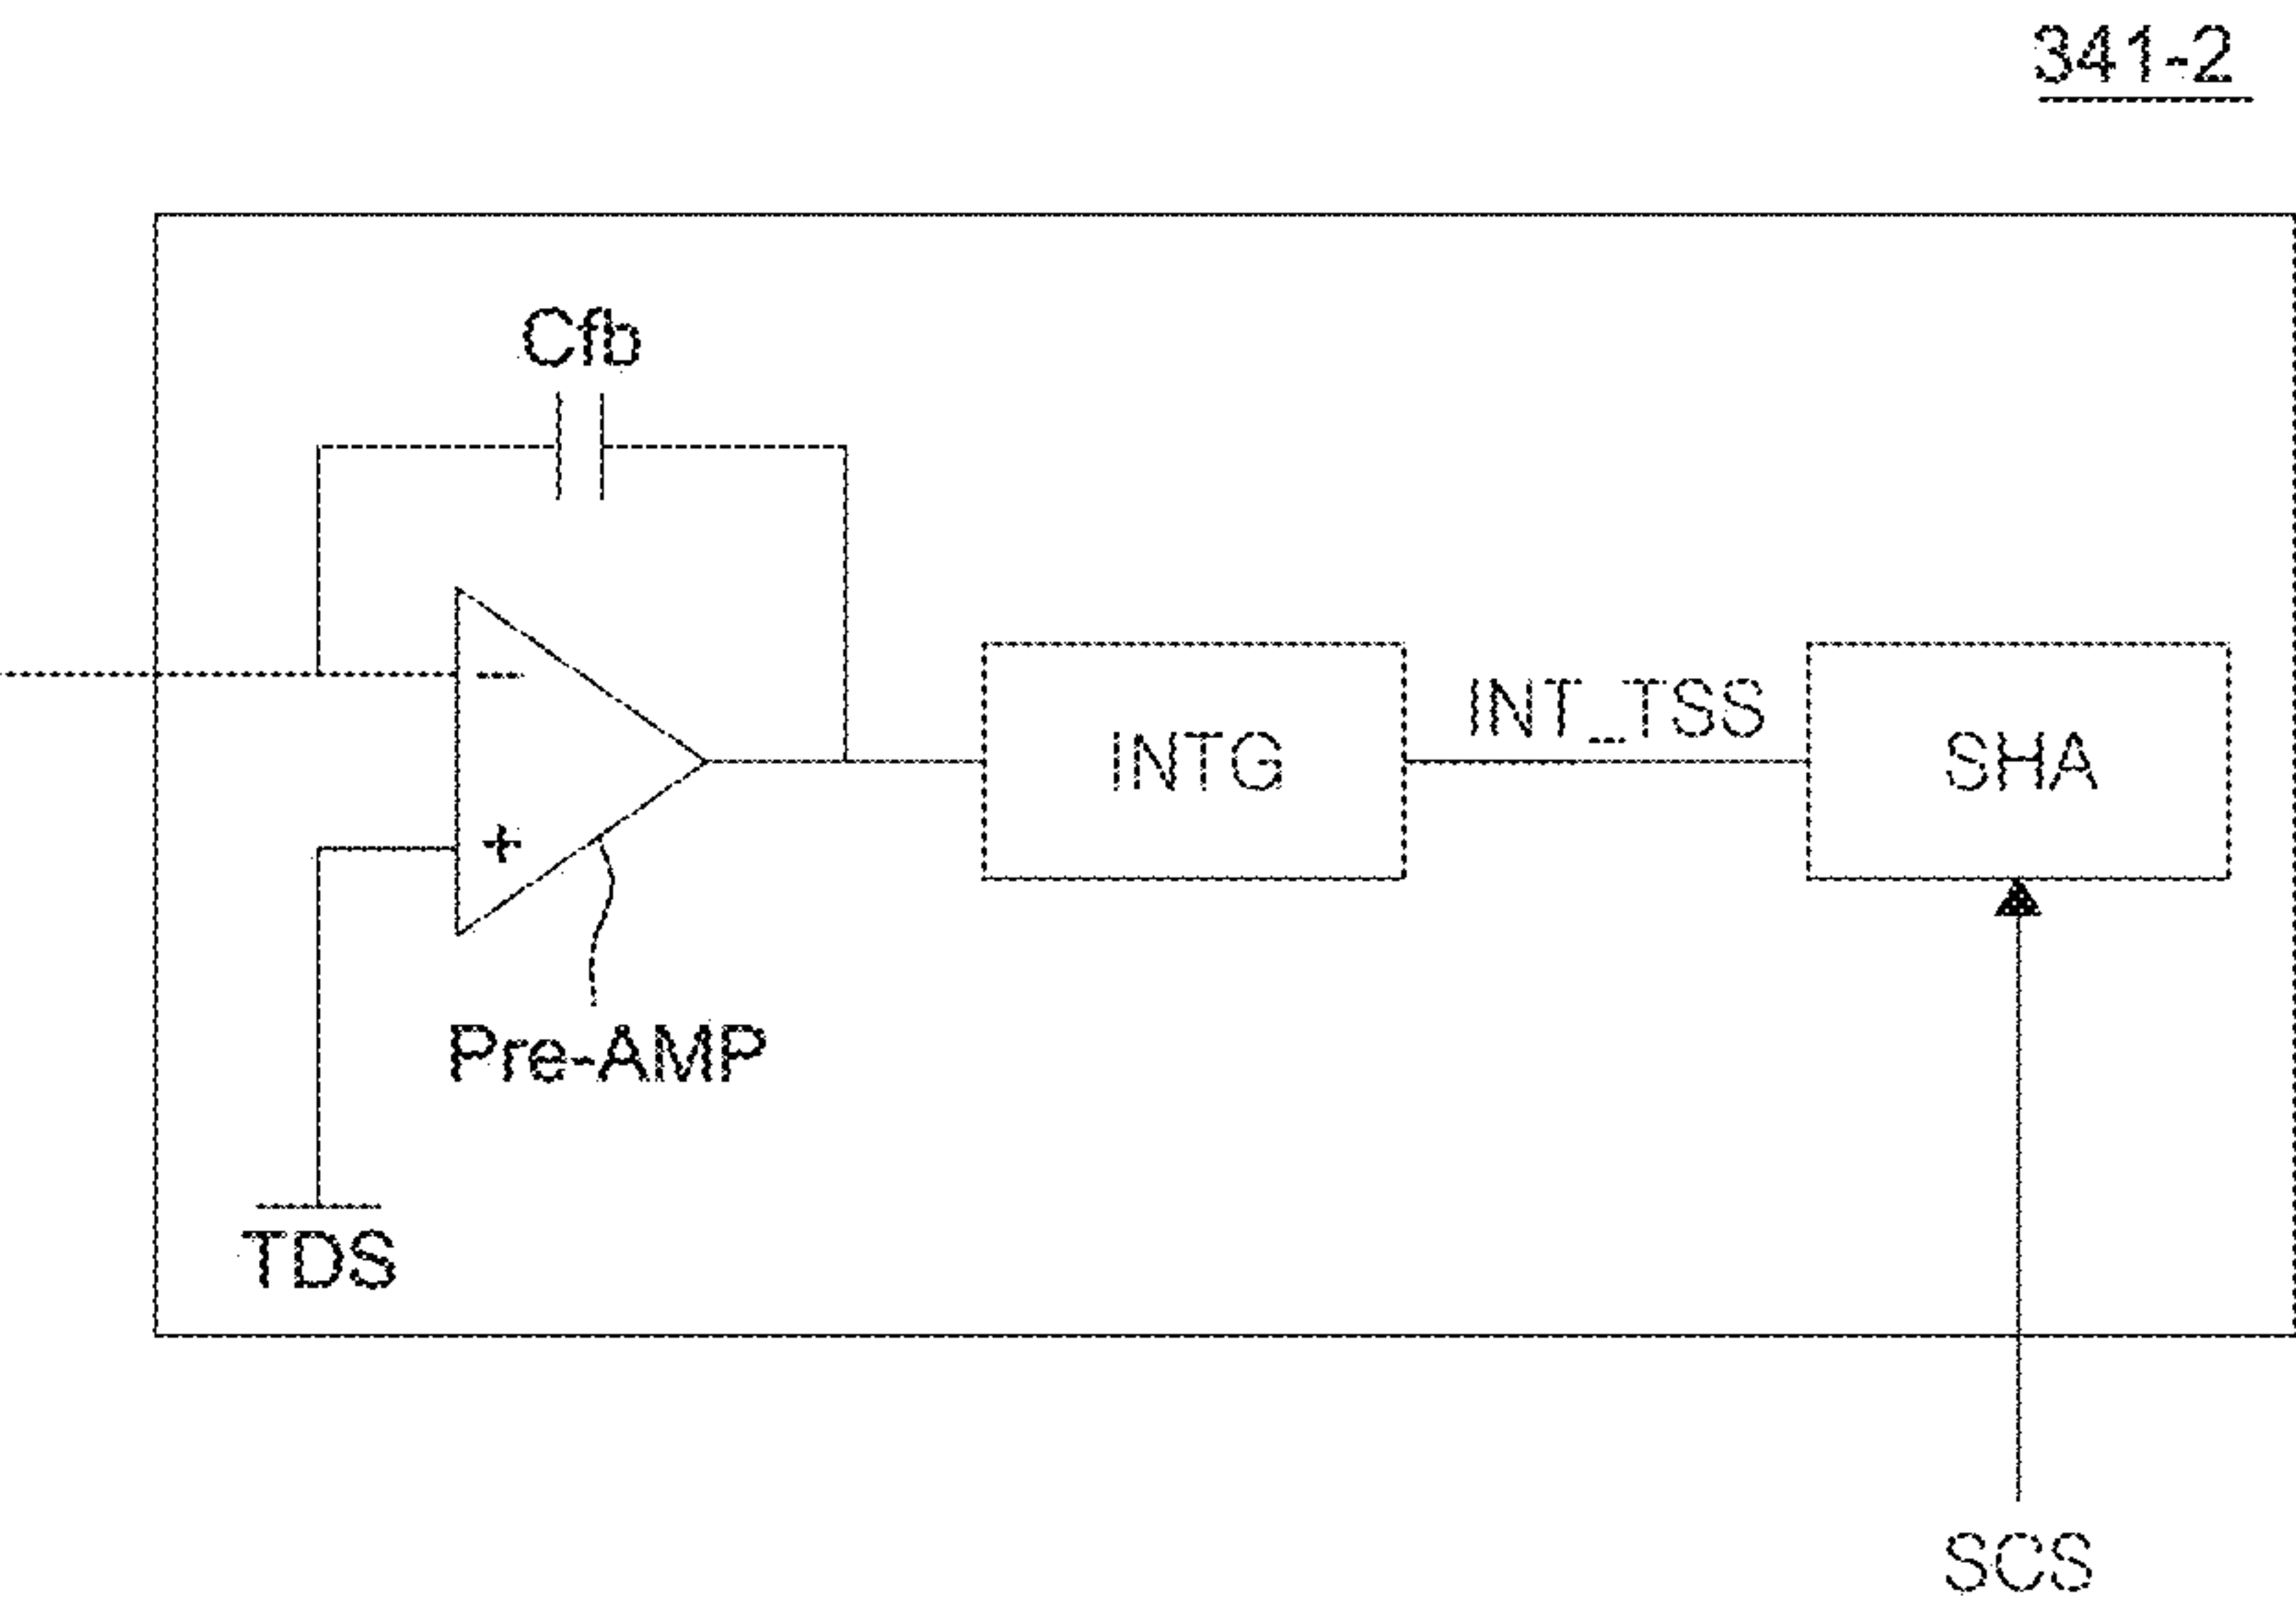 341-2
Cfb
-
+
INTG
INT_TSS
SHA
Pre-AMP
TDS
SCS